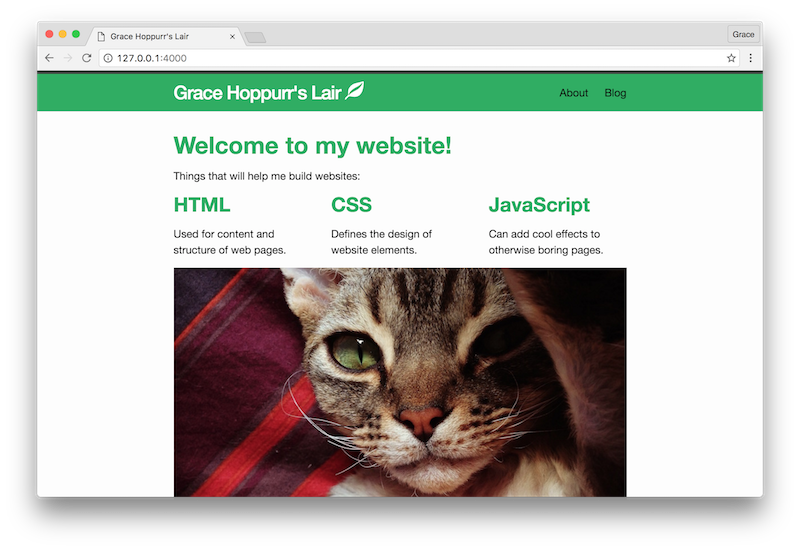 Grace Hoppurr's Lair
Grace
127.0.0.1:4000
Grace Hoppurr's Lair
About Blog
Welcome to my website!
Things that will help me build websites:
HTML
Used for content and
structure of web pages.
CSS
Defines the design of
website elements.
JavaScript
Can add cool effects to
otherwise boring pages.